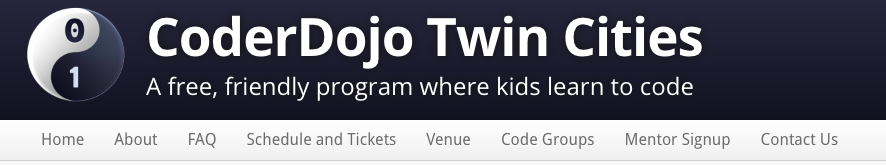 0
1
CoderDojo Twin Cities
A free, friendly program where kids learn to code
Home About FAQ Schedule and Tickets Venue Code Groups Mentor Signup Contact Us